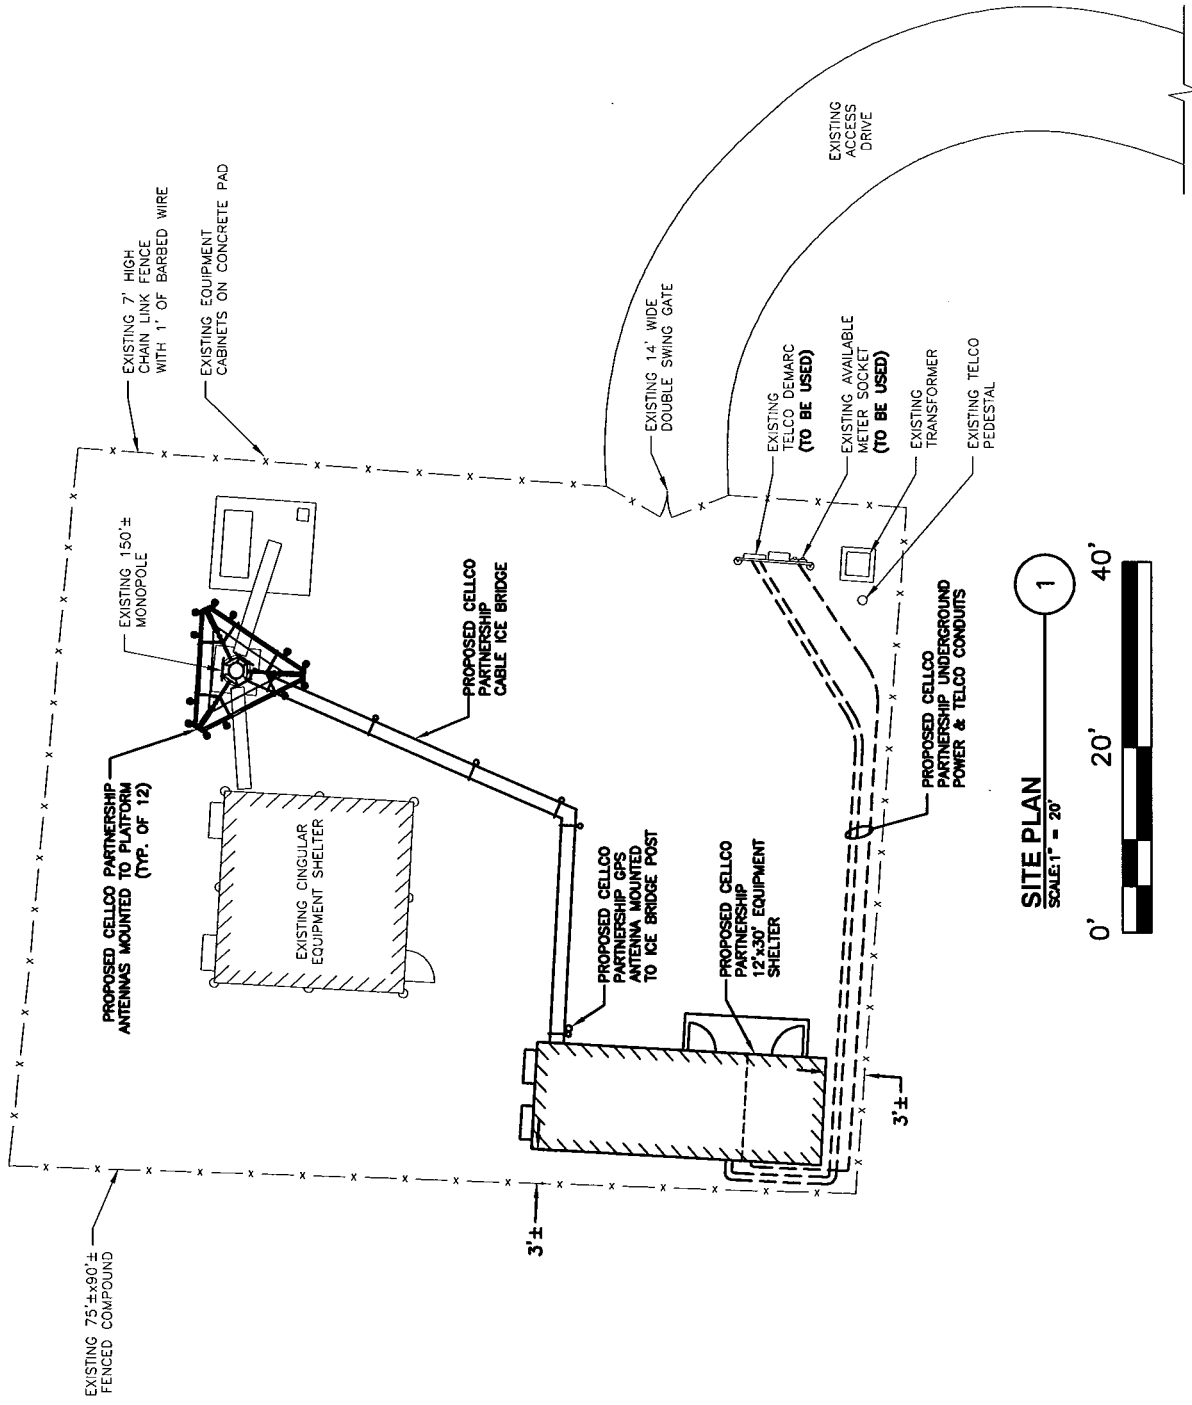 EXISTING 75'±x90'±
FENCED COMPOUND
PROPOSED CELLCO PARTNERSHIP
ANTENNAS MOUNTED TO PLATFORM
(TYP. OF 12)
EXISTING 150'±
MONOPOLE
EXISTING 7' HIGH
CHAIN LINK FENCE
WITH 1' OF BARBED WIRE
EXISTING EQUIPMENT
CABINETS ON CONCRETE PAD
EXISTING CINGULAR
EQUIPMENT SHELTER
PROPOSED CELLCO
PARTNERSHIP
CABLE ICE BRIDGE
3'±
PROPOSED CELLCO
PARTNERSHIP GPS
ANTENNA MOUNTED
TO ICE BRIDGE POST
EXISTING 14' WIDE
DOUBLE SWING GATE
PROPOSED CELLCO
PARTNERSHIP
12'x30' EQUIPMENT
SHELTER
EXISTING
TELCO DEMARC
(TO BE USED)
EXISTING
ACCESS
DRIVE
EXISTING AVAILABLE
METER SOCKET
(TO BE USED)
3'±
PROPOSED CELLCO
PARTNERSHIP UNDERGROUND
POWER & TELCO CONDUITS
EXISTING
TRANSFORMER
EXISTING TELCO
PEDESTAL
SITE PLAN
SCALE: 1" = 20'
1
0'
20'
40'